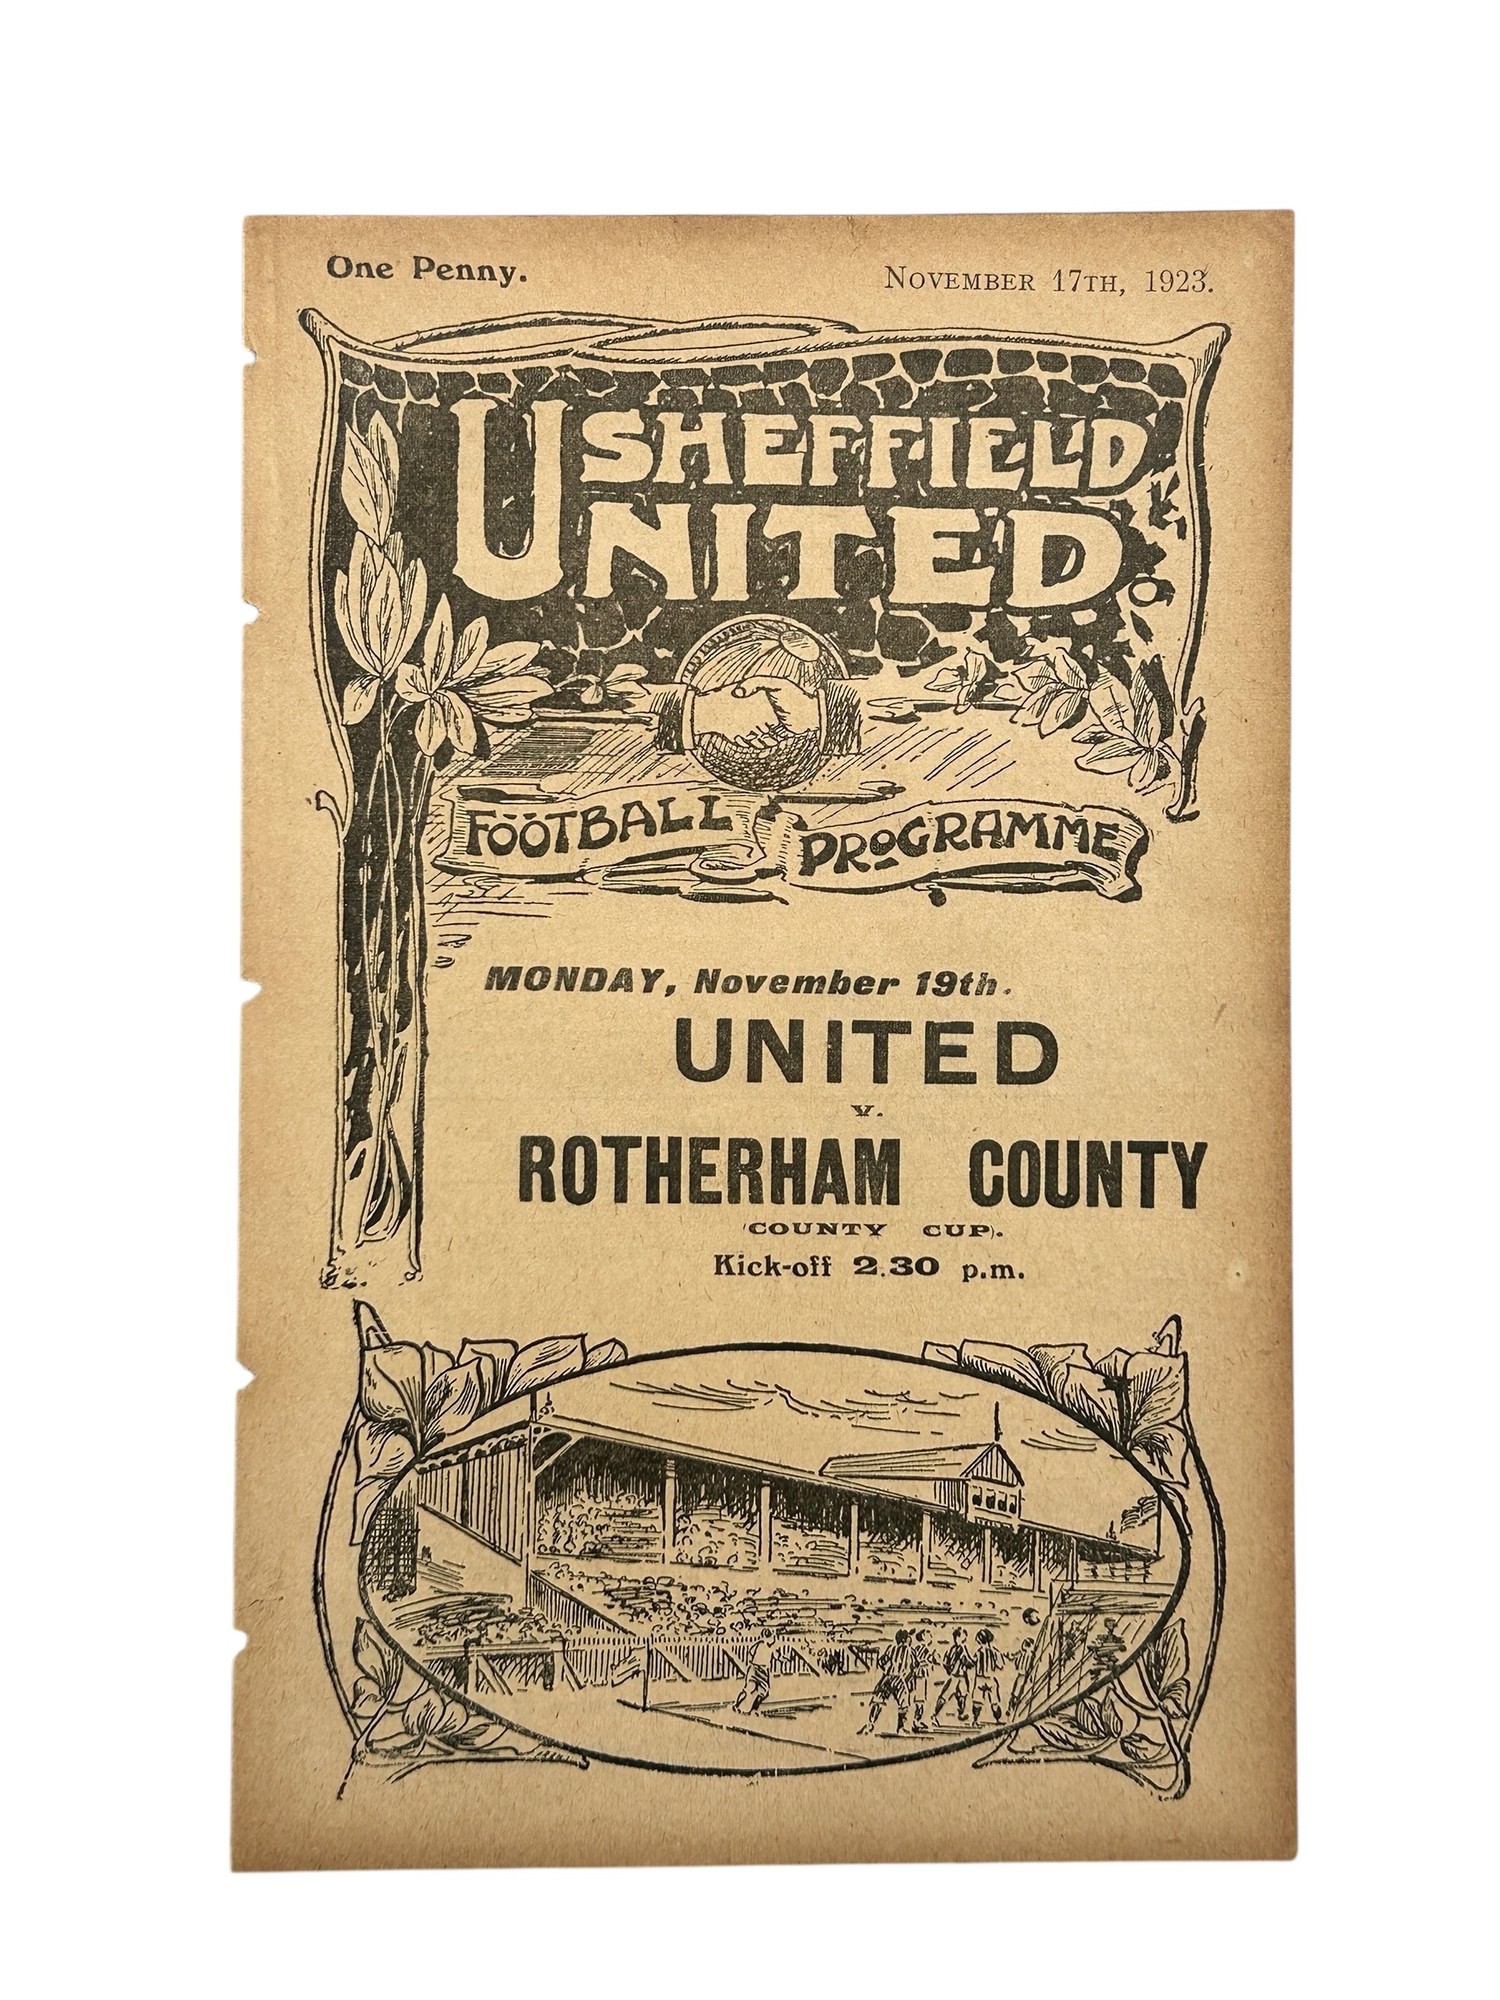 One Penny.
NOVEMBER 17TH, 1923.
U SHEFFIELD
UNITED.
FÖÖTBALL PROGRAMME
MONDAY, November 19th.
UNITED
v.
ROTHERHAM COUNTY
(COUNTY CUP).
Kick-off 2.30 p.m.